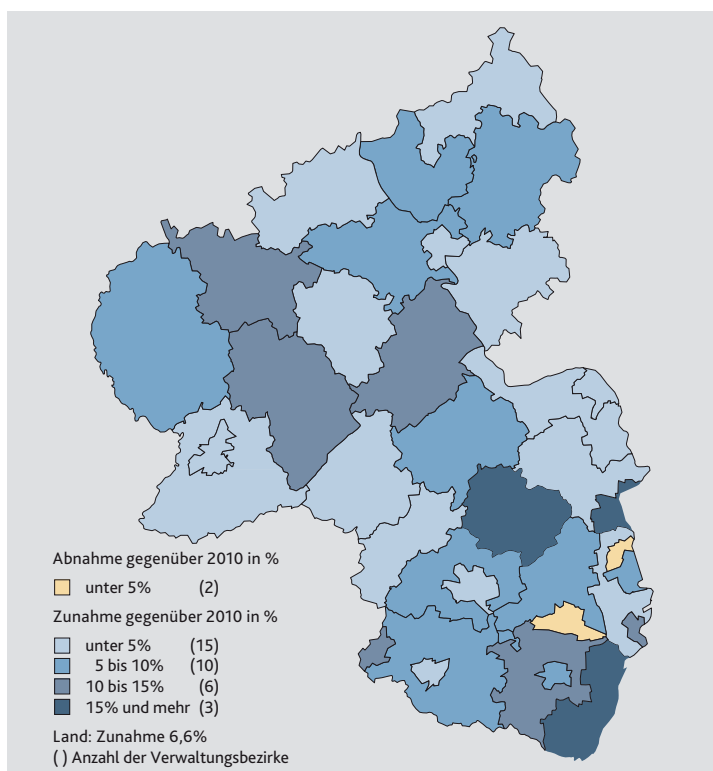 Abnahme gegenüber 2010 in %
unter 5% (2)
Zunahme gegenüber 2010 in %
unter 5% (15)
5 bis 10% (10)
10 bis 15% (6)
15% und mehr (3)
Land: Zunahme 6,6%
( ) Anzahl der Verwaltungsbezirke